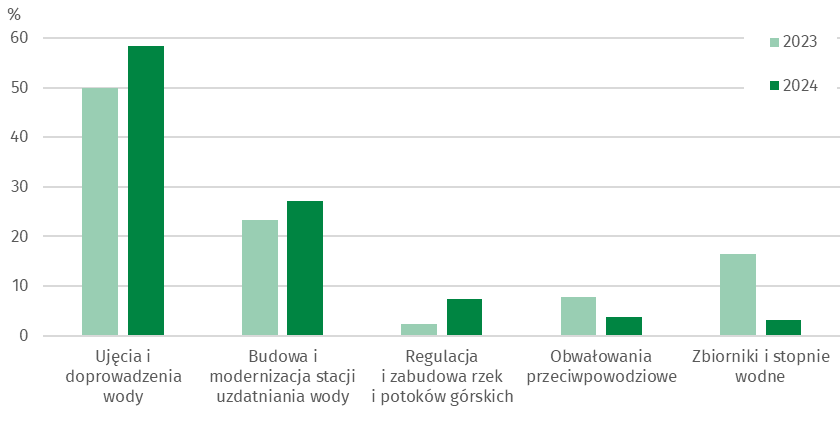 %
60
50
40
30
20
10
0
2023
2024
Ujęcia i
doprowadzenia
wody
Budowa i
modernizacja stacji
uzdatniania wody
Regulacja
i zabudowa rzek
i potoków górskich
Obwałowania
przeciwpowodziowe
Zbiorniki i stopnie
wodne